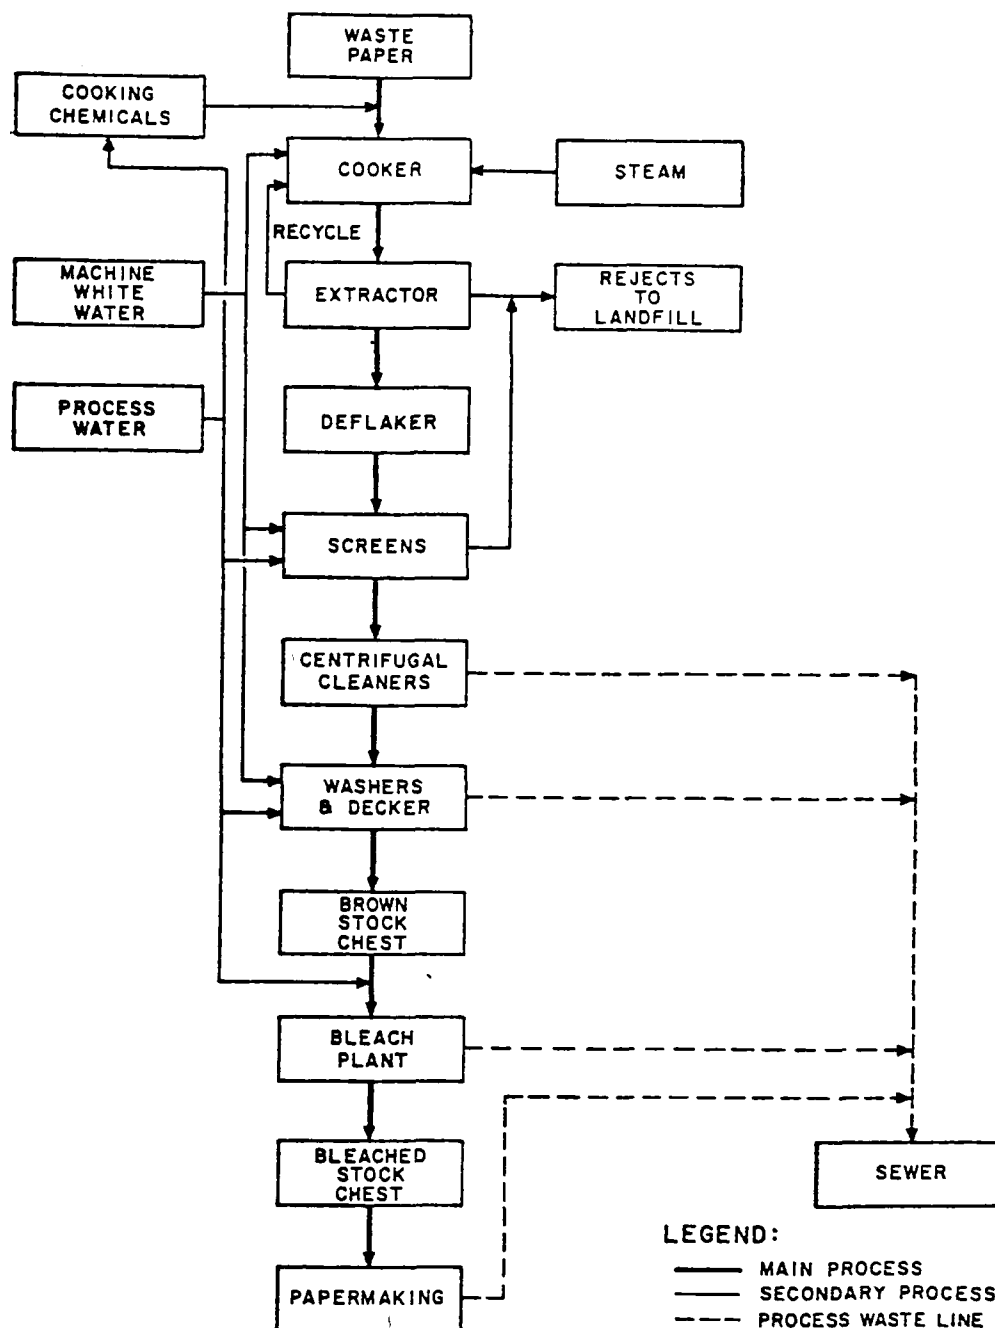 WASTE
PAPER
COOKING
CHEMICALS
COOKER
STEAM
RECYCLE
MACHINE
WHITE
WATER
EXTRACTOR
REJECTS
TO
LANDFILL
PROCESS
WATER
DEFLAKER
SCREENS
CENTRIFUGAL
CLEANERS
WASHERS
& DECKER
BROWN
STOCK
CHEST
BLEACH
PLANT
BLEACHED
STOCK
CHEST
SEWER
PAPERMAKING
LEGEND:
MAIN PROCESS
SECONDARY PROCESS
PROCESS WASTE LINE